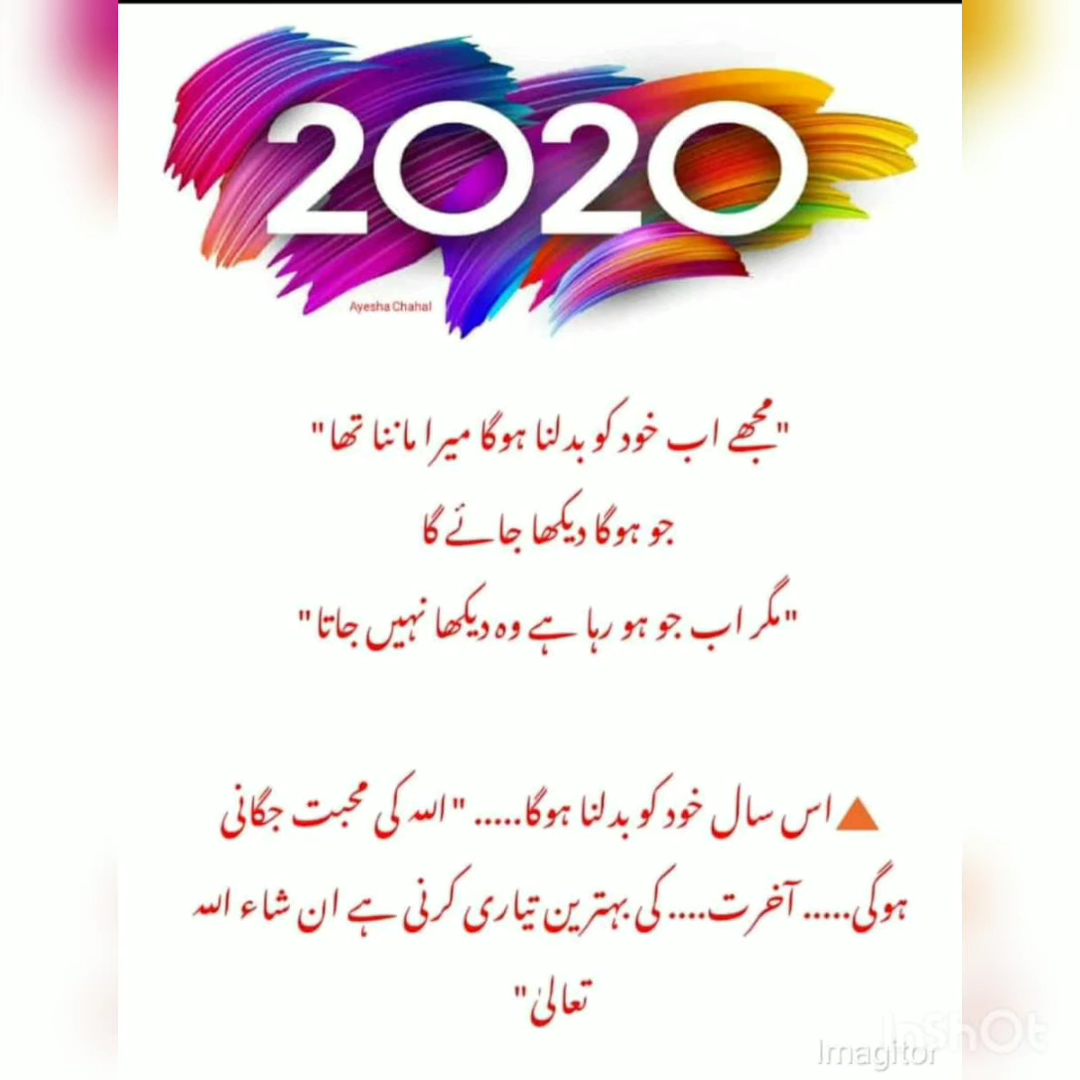 2020
Ayesha Chahal
"مجھے اب خود کو بدلنا ہوگا میرا ماننا تھا"
جو ہوگا دیکھا جائے گا
"مگر اب جو ہو رہا ہے وہ دیکھا نہیں جاتا"
اس سال خود کو بدلنا ہوگا..... "اللہ کی محبت جگانی
ہوگی..... آخرت.... کی بہترین تیاری کرنی ہے ان شاء اللہ
تعالیٰ"
InShOt
Imagitor